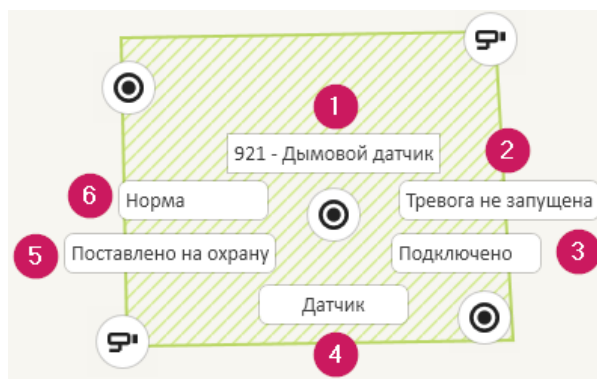 1
921 - Дымовой датчик
2
6
Норма
Тревога не запущена
5
Поставлено на охрану
Подключено
3
Датчик
4